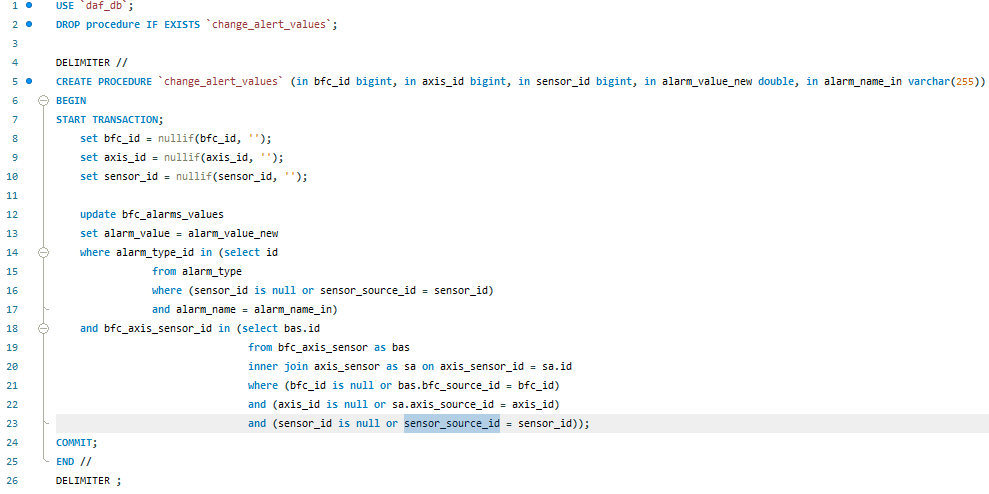 1 USE `daf_db`;
2 DROP procedure IF EXISTS `change_alert_values`;
3
4 DELIMITER //
5 CREATE PROCEDURE `change_alert_values` (in bfc_id bigint, in axis_id bigint, in sensor_id bigint, in alarm_value_new double, in alarm_name_in varchar(255))
6 BEGIN
7 START TRANSACTION;
8 set bfc_id = nullif(bfc_id, '');
9 set axis_id = nullif(axis_id, '');
10 set sensor_id = nullif(sensor_id, '');
11
12 update bfc_alarms_values
13 set alarm_value = alarm_value_new
14 where alarm_type_id in (select id
15 from alarm_type
16 where (sensor_id is null or sensor_source_id = sensor_id)
17 and alarm_name = alarm_name_in)
18 and bfc_axis_sensor_id in (select bas.id
19 from bfc_axis_sensor as bas
20 inner join axis_sensor as sa on axis_sensor_id = sa.id
21 where (bfc_id is null or bas.bfc_source_id = bfc_id)
22 and (axis_id is null or sa.axis_source_id = axis_id)
23 and (sensor_id is null or sensor_source_id = sensor_id));
24 COMMIT;
25 END //
26 DELIMITER ;